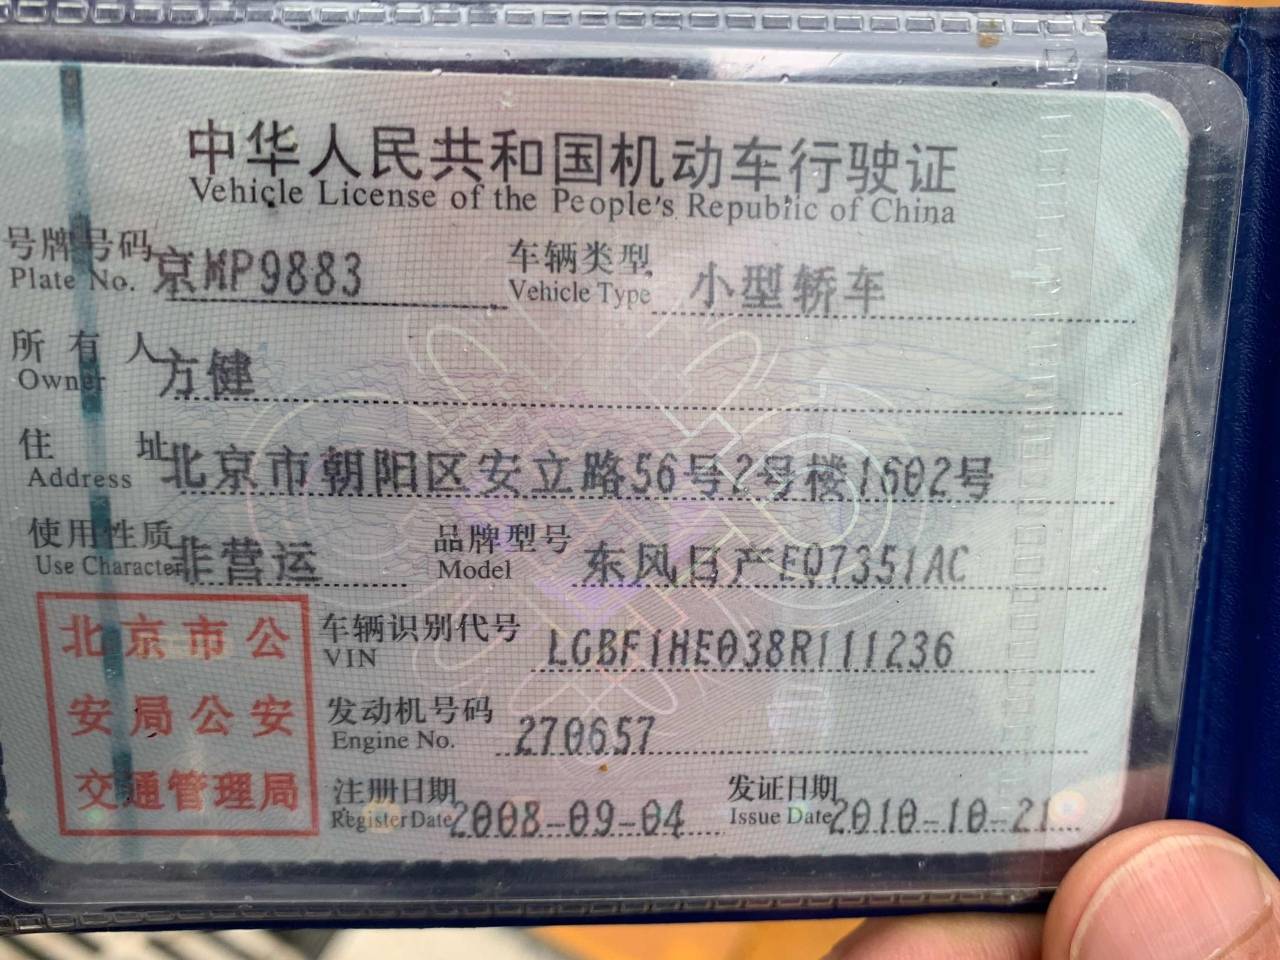 中华人民共和国机动车行驶证
Vehicle License of the People's Republic of China
号牌号码 京MP9883 车辆类型 小型轿车
Plate No. Vehicle Type
所有人 方健
Owner
住址 北京市朝阳区安立路56号2号楼1602号
Address
使用性质 非营运 品牌型号 东风日产EQ7351AC
Use Character Model
北京市公
安局公安
交通管理局
车辆识别代号 LGBF1HE038R111236
VIN
发动机号码 270657
Engine No.
注册日期 2008-09-04 发证日期 2010-10-21
Register Date Issue Date